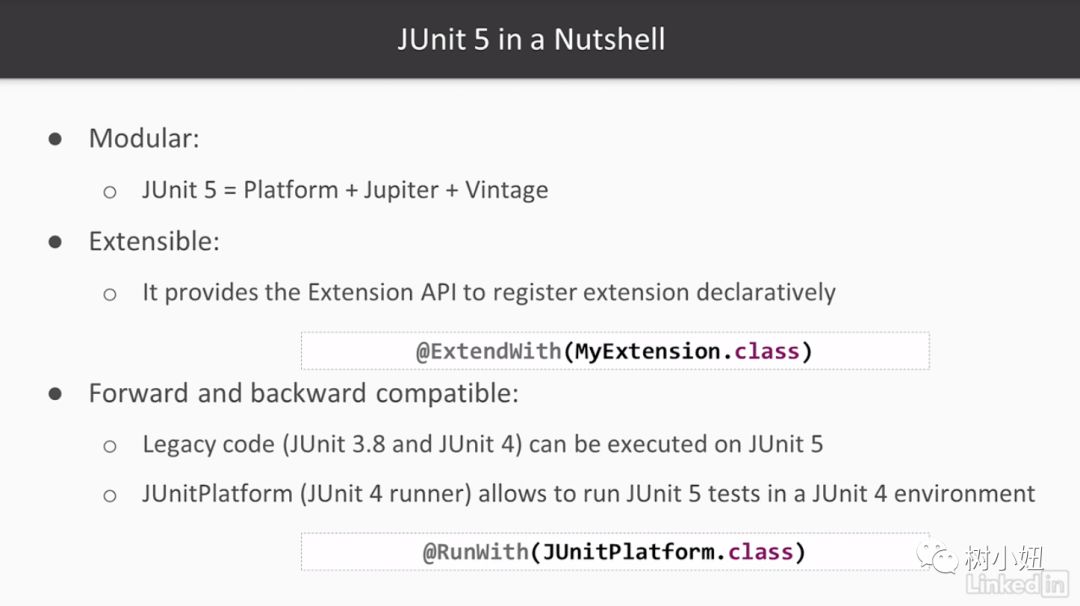 JUnit 5 in a Nutshell
● Modular:
○ JUnit 5 = Platform + Jupiter + Vintage
● Extensible:
○ It provides the Extension API to register extension declaratively
@ExtendWith(MyExtension.class)
● Forward and backward compatible:
○ Legacy code (JUnit 3.8 and JUnit 4) can be executed on JUnit 5
○ JUnitPlatform (JUnit 4 runner) allows to run JUnit 5 tests in a JUnit 4 environment
@RunWith(JUnitPlatform.class)
树小妞
Linked in